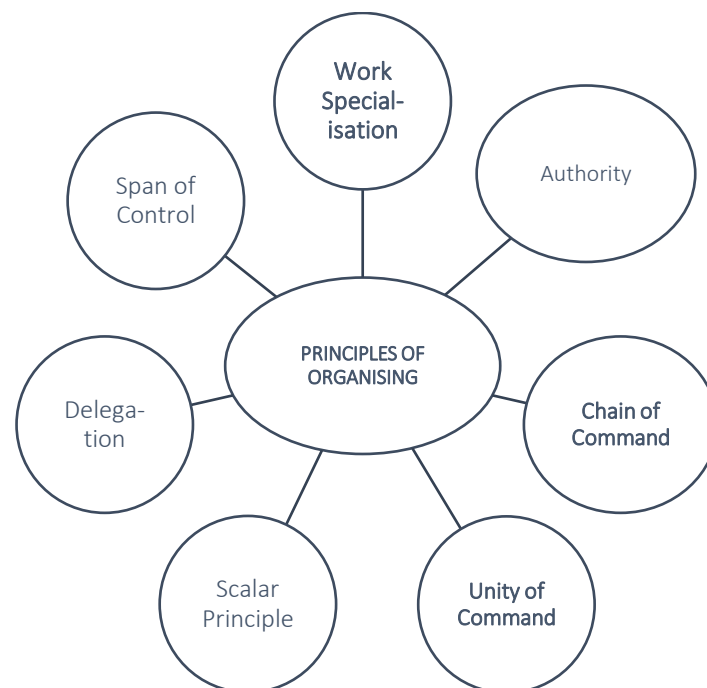 Work
Special-
isation
Authority
Span of
Control
PRINCIPLES OF
ORGANISING
Delega-
tion
Chain of
Command
Scalar
Principle
Unity of
Command